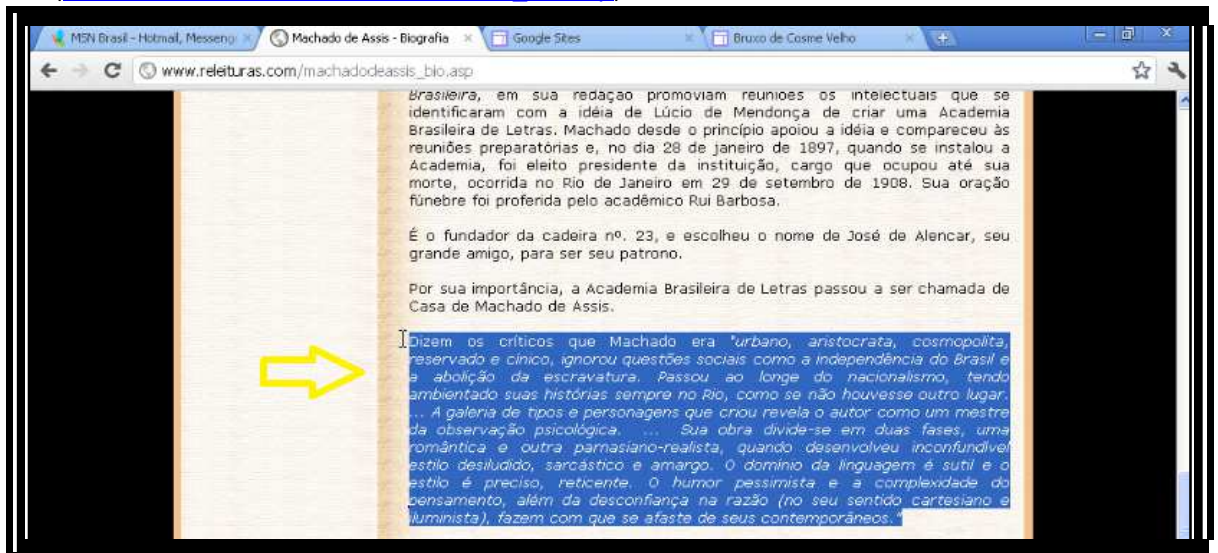 MSN Brasil - Hotmail, Messeng
Machado de Assis - Biografia
Google Sites
Bruxo de Cosme Velho
www.releituras.com/machadodeassis_bio.asp
Brasileira, em sua redação promoviam reuniões os intelectuais que se
identificaram com a idéia de Lúcio de Mendonça de criar uma Academia
Brasileira de Letras. Machado desde o princípio apoiou a idéia e compareceu às
reuniões preparatórias e, no dia 28 de janeiro de 1897, quando se instalou a
Academia, foi eleito presidente da instituição, cargo que ocupou até sua
morte, ocorrida no Rio de Janeiro em 29 de setembro de 1908. Sua oração
fúnebre foi proferida pelo acadêmico Rui Barbosa.
É o fundador da cadeira nº. 23, e escolheu o nome de José de Alencar, seu
grande amigo, para ser seu patrono.
Por sua importância, a Academia Brasileira de Letras passou a ser chamada de
Casa de Machado de Assis.
Dizem os críticos que Machado era "urbano, aristocrata, cosmopolita,
reservado e cínico, ignorou questões sociais como a independência do Brasil e
a abolição da escravatura. Passou ao longe do nacionalismo, tendo
ambientado suas histórias sempre no Rio, como se não houvesse outro lugar.
... A galeria de tipos e personagens que criou revela o autor como um mestre
da observação psicológica. ... Sua obra divide-se em duas fases, uma
romântica e outra parnasiano-realista, quando desenvolveu inconfundível
estilo desiludido, sarcástico e amargo. O domínio da linguagem é sutil e o
estilo é preciso, reticente. O humor pessimista e a complexidade do
pensamento, além da desconfiança na razão (no seu sentido cartesiano e
iluminista), fazem com que se afaste de seus contemporâneos."